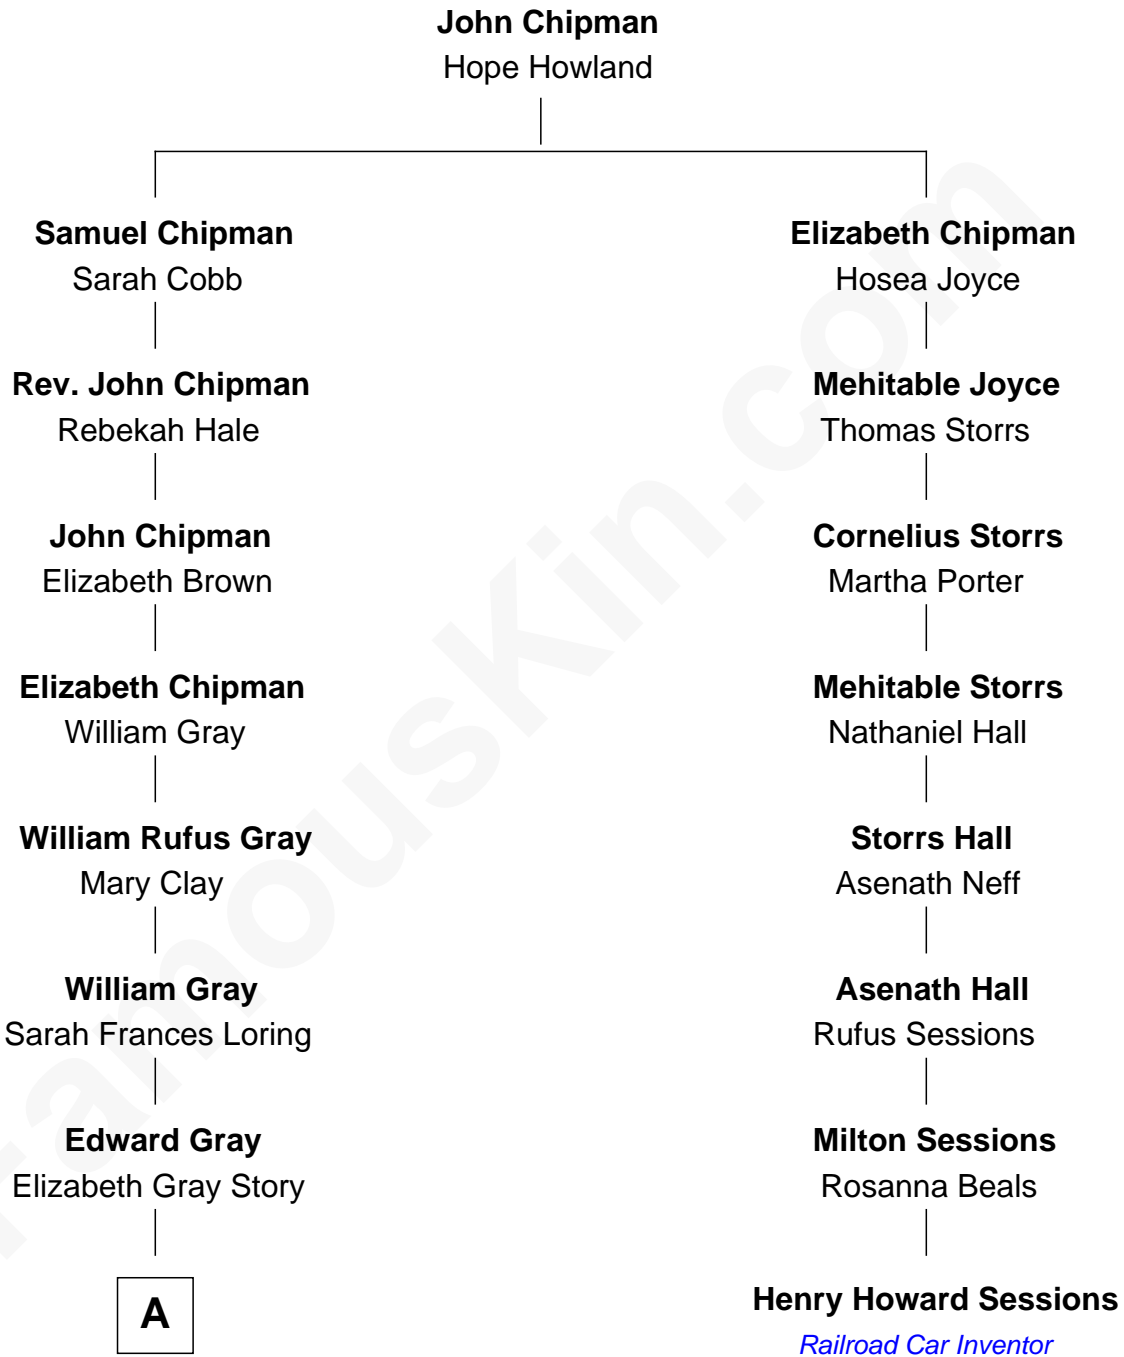 John Chipman
Hope Howland
Samuel Chipman
Sarah Cobb
Elizabeth Chipman
Hosea Joyce
Rev. John Chipman
Rebekah Hale
Mehitable Joyce
Thomas Storrs
John Chipman
Elizabeth Brown
Cornelius Storrs
Martha Porter
Elizabeth Chipman
William Gray
Mehitable Storrs
Nathaniel Hall
William Rufus Gray
Mary Clay
Storrs Hall
Asenath Neff
William Gray
Sarah Frances Loring
Asenath Hall
Rufus Sessions
Edward Gray
Elizabeth Gray Story
Milton Sessions
Rosanna Beals
A
Henry Howard Sessions
Railroad Car Inventor
FamousKin.com